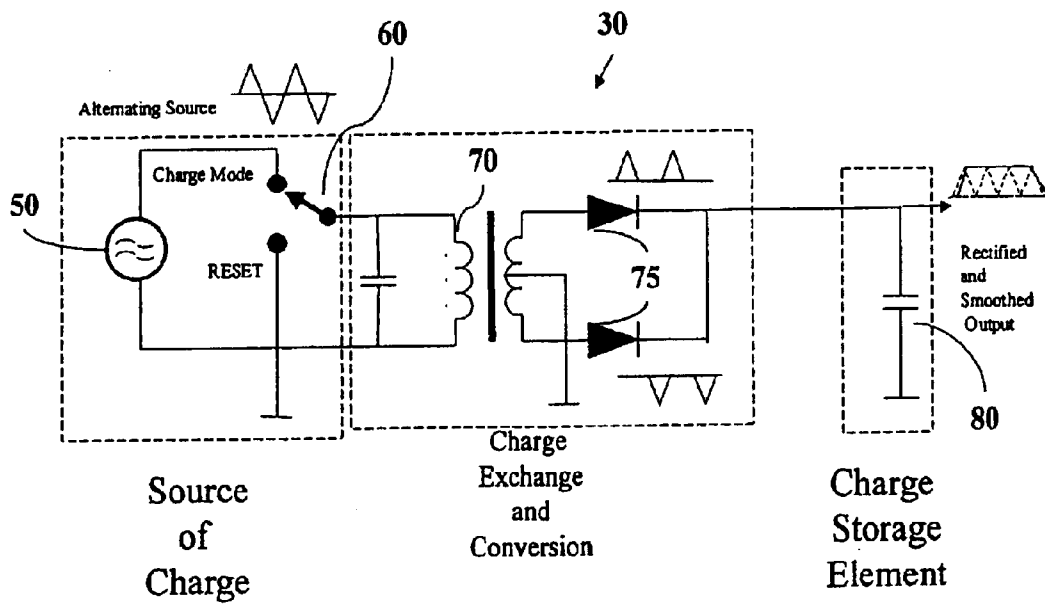 60
30
Alternating Source
Charge Mode
70
50
RESET
75
Rectified
and
Smoothed
Output
80
Source
of
Charge
Charge
Exchange
and
Conversion
Charge
Storage
Element